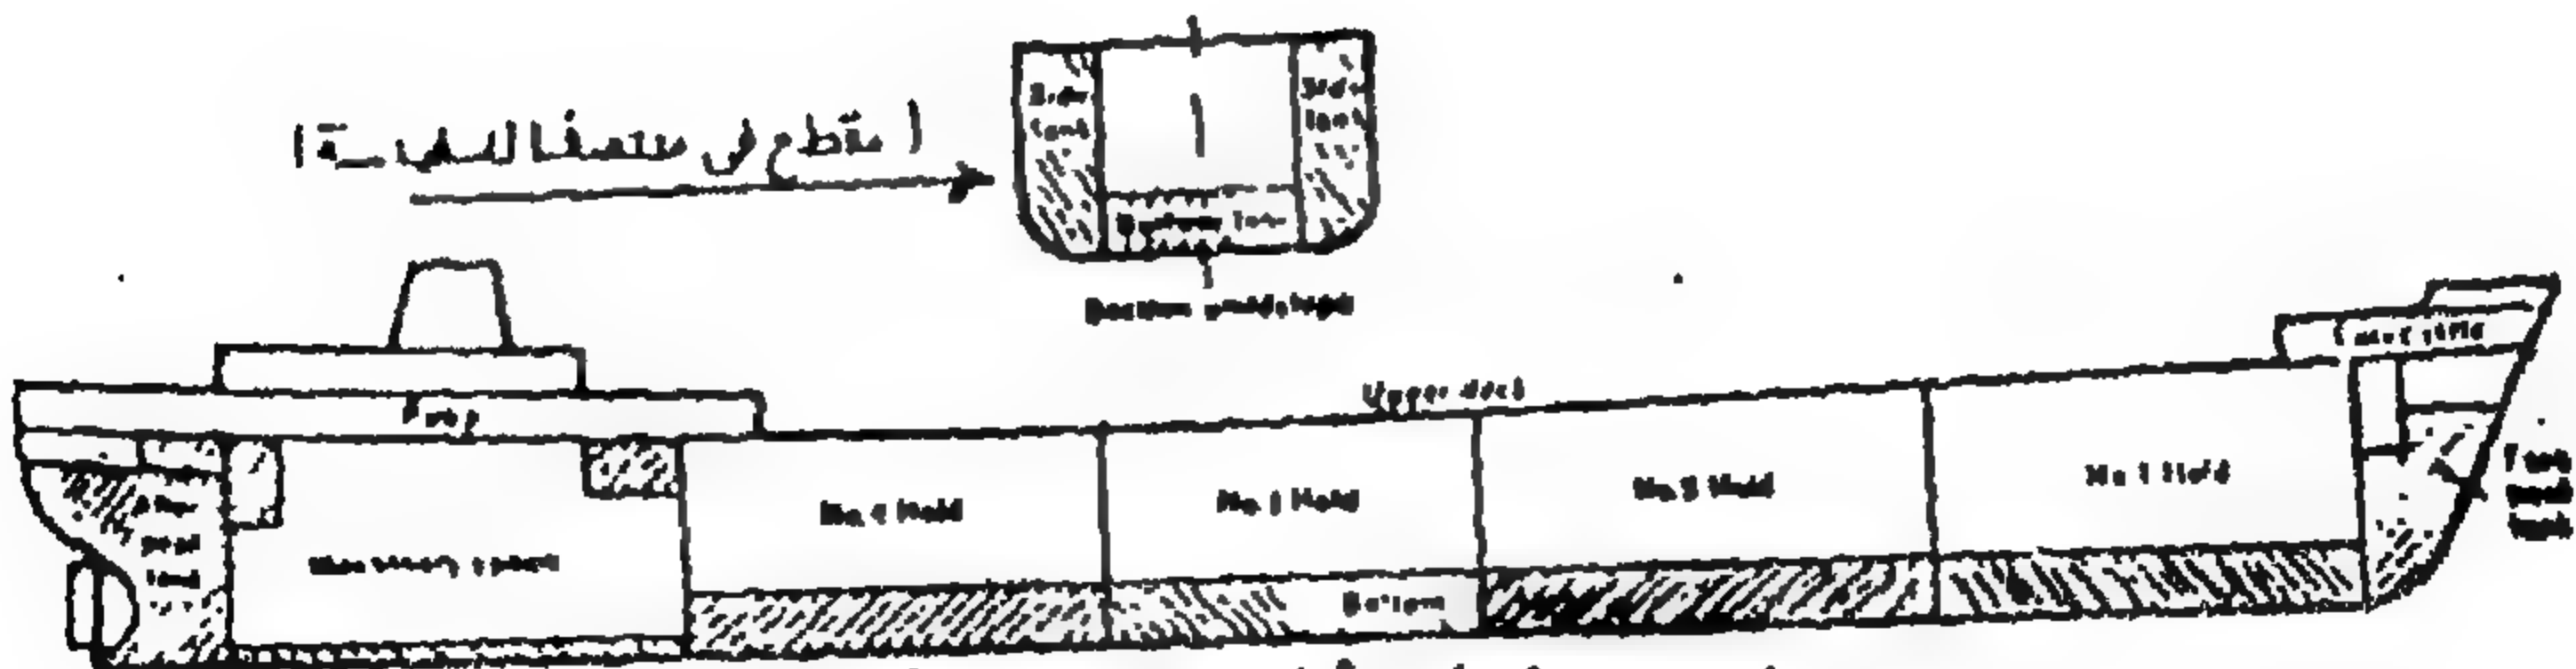 (مقطع في منتصف السفينة)
Side
tank
Side
tank
Bottom Tank
Section amidships
Poop
Upper deck
After
peak
tank
Machinery space
No.4 Hold
No.3 Hold
No.2 Hold
No.1 Hold
Fore
peak
tank
Bottom